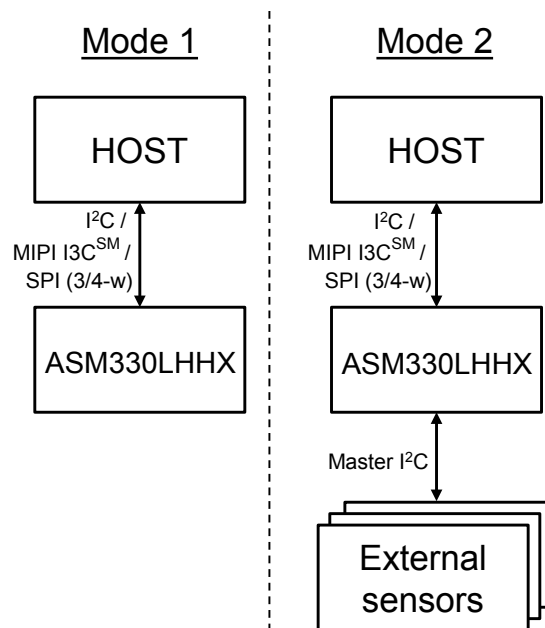 Mode 1
HOST
I²C /
MIPI I3Cˢᴹ /
SPI (3/4-w)
ASM330LHHX
Mode 2
HOST
I²C /
MIPI I3Cˢᴹ /
SPI (3/4-w)
ASM330LHHX
Master I²C
External
sensors